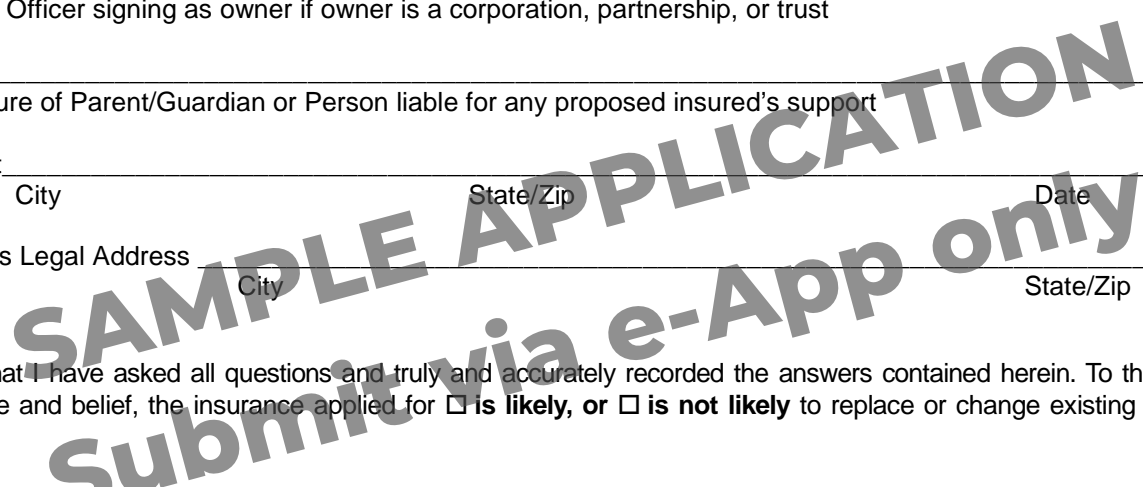 Officer signing as owner if owner is a corporation, partnership, or trust
ure of Parent/Guardian or Person liable for any proposed insured's support
City State/Zip Date
s Legal Address
City State/Zip
at I have asked all questions and truly and accurately recorded the answers contained herein. To th
e and belief, the insurance applied for ☐ is likely, or ☐ is not likely to replace or change existing
SAMPLE APPLICATION
Submit via e-App only